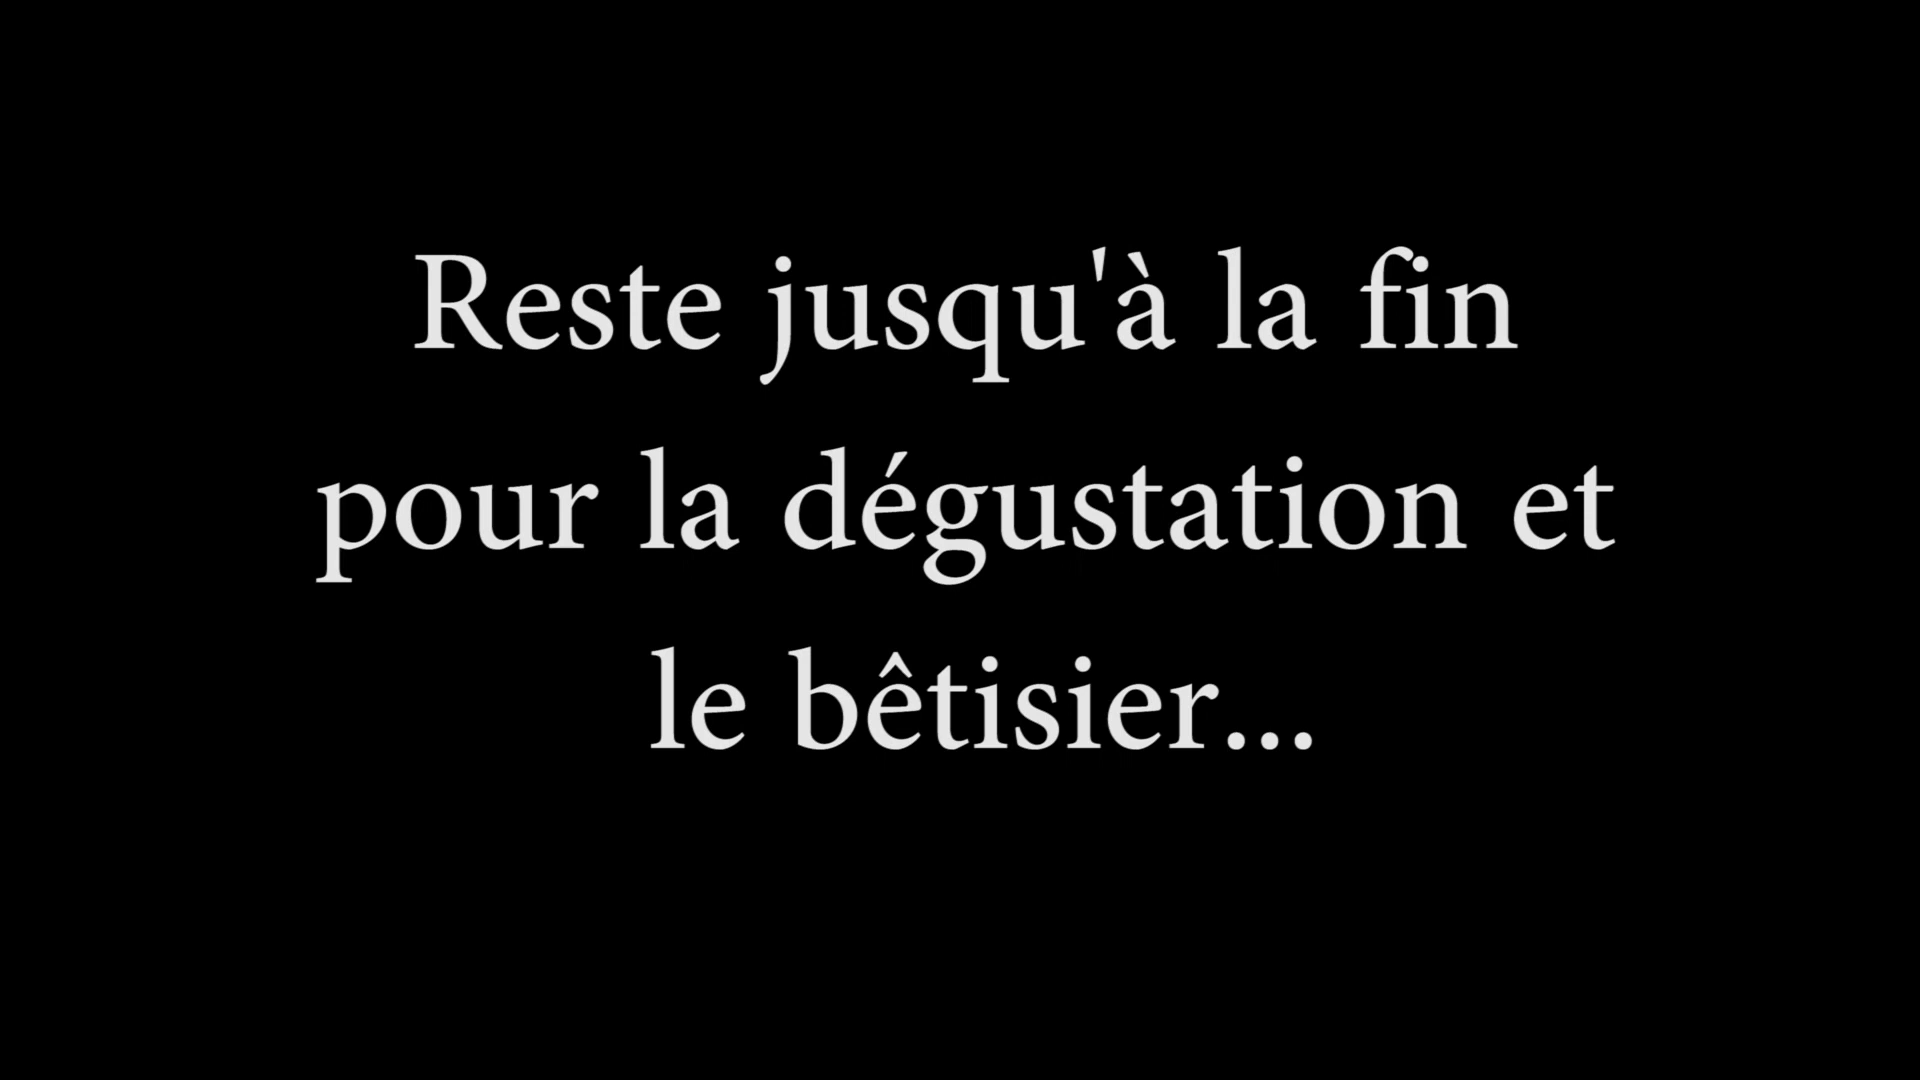 Reste jusqu'à la fin
pour la dégustation et
le bêtisier...